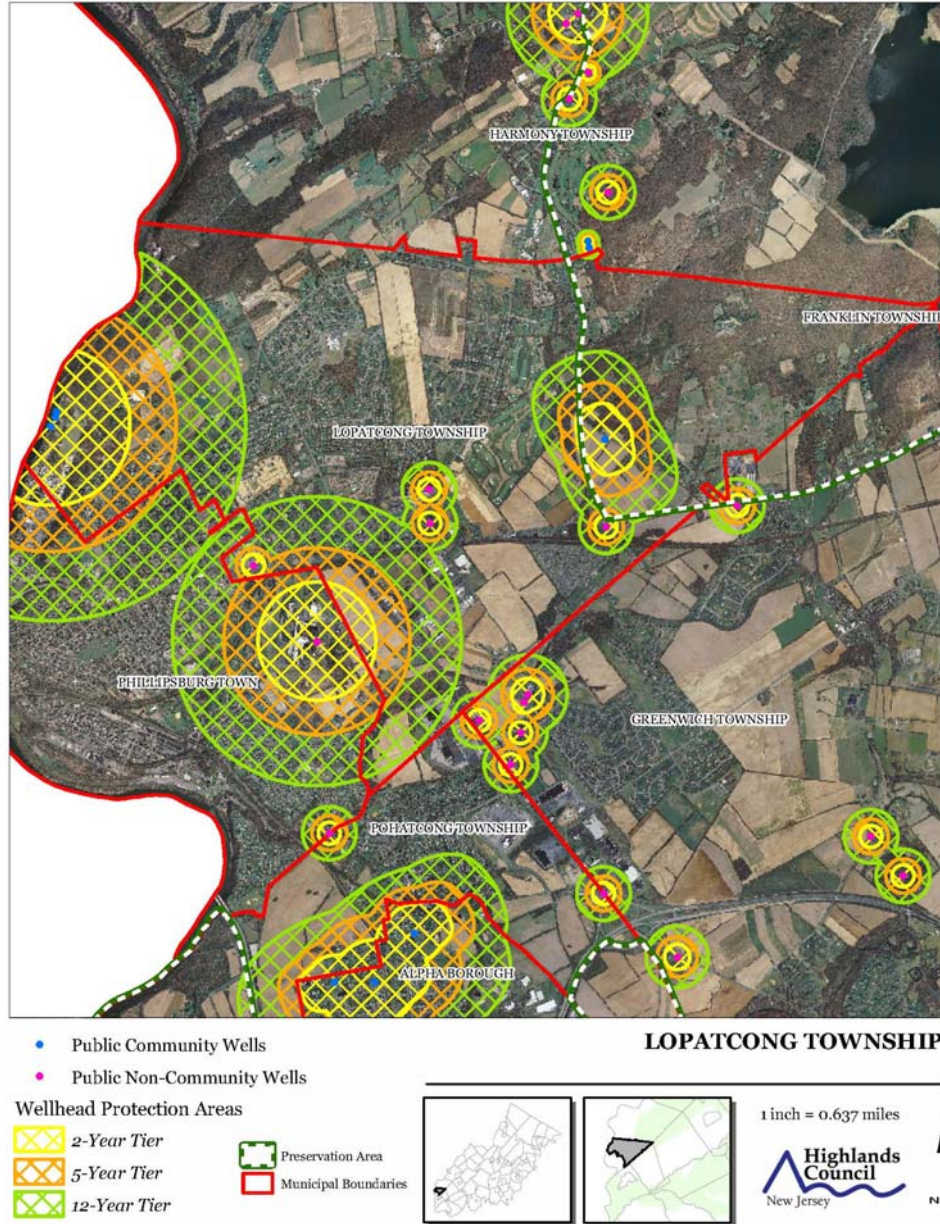 HARMONY TOWNSHIP
FRANKLIN TOWNSHIP
LOPATCONG TOWNSHIP
PHILLIPSBURG TOWN
GREENWICH TOWNSHIP
POHATCONG TOWNSHIP
ALPHA BOROUGH
Public Community Wells
Public Non-Community Wells
Wellhead Protection Areas
2-Year Tier
5-Year Tier
12-Year Tier
Preservation Area
Municipal Boundaries
LOPATCONG TOWNSHIP
1 inch = 0.637 miles
Highlands
Council
New Jersey
N